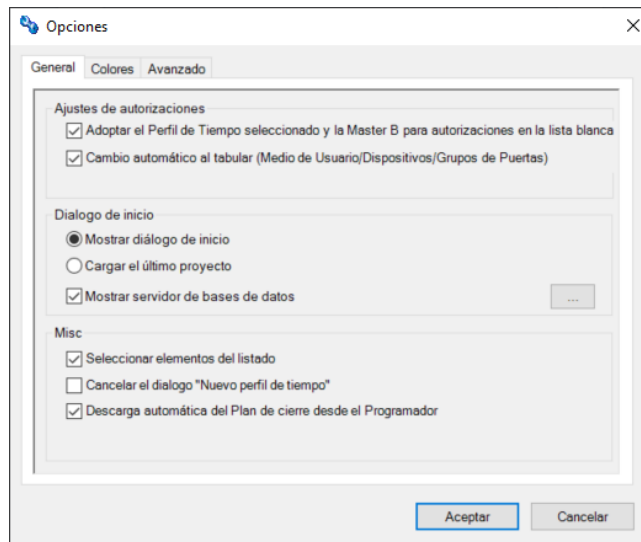 Opciones
General Colores Avanzado
Ajustes de autorizaciones
Adoptar el Perfil de Tiempo seleccionado y la Master B para autorizaciones en la lista blanca
Cambio automático al tabular (Medio de Usuario/Dispositivos/Grupos de Puertas)
Dialogo de inicio
Mostrar diálogo de inicio
Cargar el último proyecto
Mostrar servidor de bases de datos ...
Misc
Seleccionar elementos del listado
Cancelar el dialogo "Nuevo perfil de tiempo"
Descarga automática del Plan de cierre desde el Programador
Aceptar Cancelar